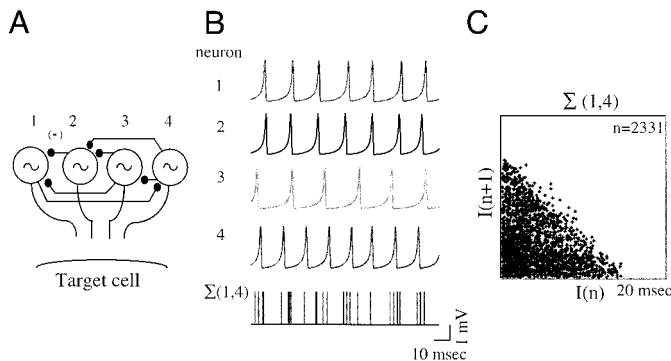 A
1 2 3 4
(-)
Target cell
B
neuron
1
2
3
4
Σ(1,4)
1 mV
10 msec
C
Σ (1,4)
n=2331
I(n+1)
I(n)
20 msec